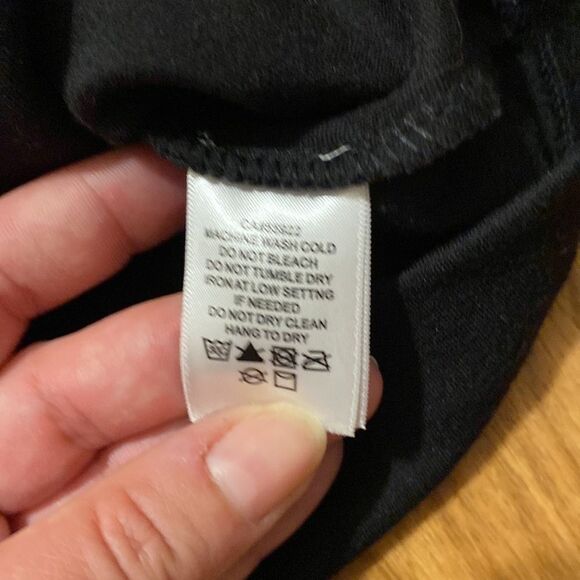 MACHINE WASH COLD
DO NOT BLEACH
DO NOT TUMBLE DRY
IRON AT LOW SETTNG
IF NEEDED
DO NOT DRY CLEAN
HANG TO DRY